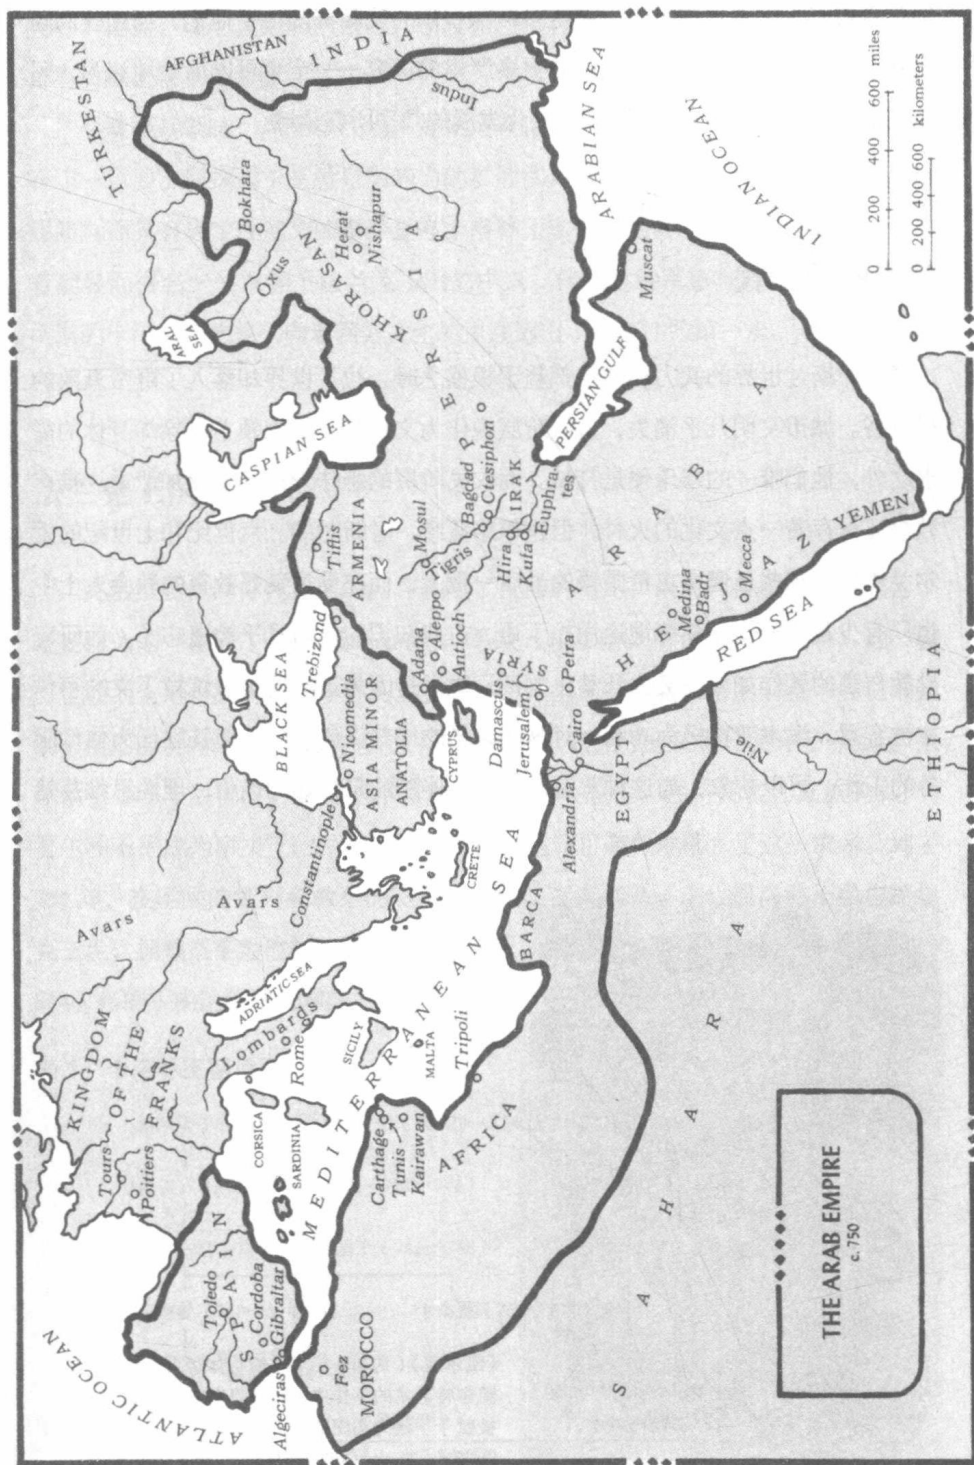 THE ARAB EMPIRE
c. 750
ATLANTIC OCEAN
KINGDOM
OF THE
FRANKS
Tours
Poitiers
Avars
Avars
Lombards
ADRIATIC SEA
SPAIN
Toledo
Cordoba
Gibraltar
Algeciras
CORSICA
SARDINIA
Rome
SICILY
MALTA
MEDITERRANEAN SEA
Fez
MOROCCO
Carthage
Tunis
Kairawan
AFRICA
Tripoli
BARCA
SAHARA
Constantinople
Nicomedia
BLACK SEA
Trebizond
ASIA MINOR
ANATOLIA
CRETE
CYPRUS
Adana
Aleppo
Antioch
SYRIA
Damascus
Jerusalem
Petra
Alexandria
Cairo
EGYPT
Nile
ETHIOPIA
RED SEA
CASPIAN SEA
Tiflis
ARMENIA
Mosul
Tigris
Bagdad
Ctesiphon
IRAK
Hira
Kufa
Euphra-
tes
ARABIA
THE HEJAZ
Medina
Badr
Mecca
YEMEN
ARAL
SEA
TURKESTAN
Bokhara
Oxus
KHORASAN
Herat
Nishapur
PERSIA
PERSIAN GULF
Muscat
AFGHANISTAN
INDIA
Indus
ARABIAN SEA
INDIAN OCEAN
0 200 400 600 miles
0 200 400 600 kilometers